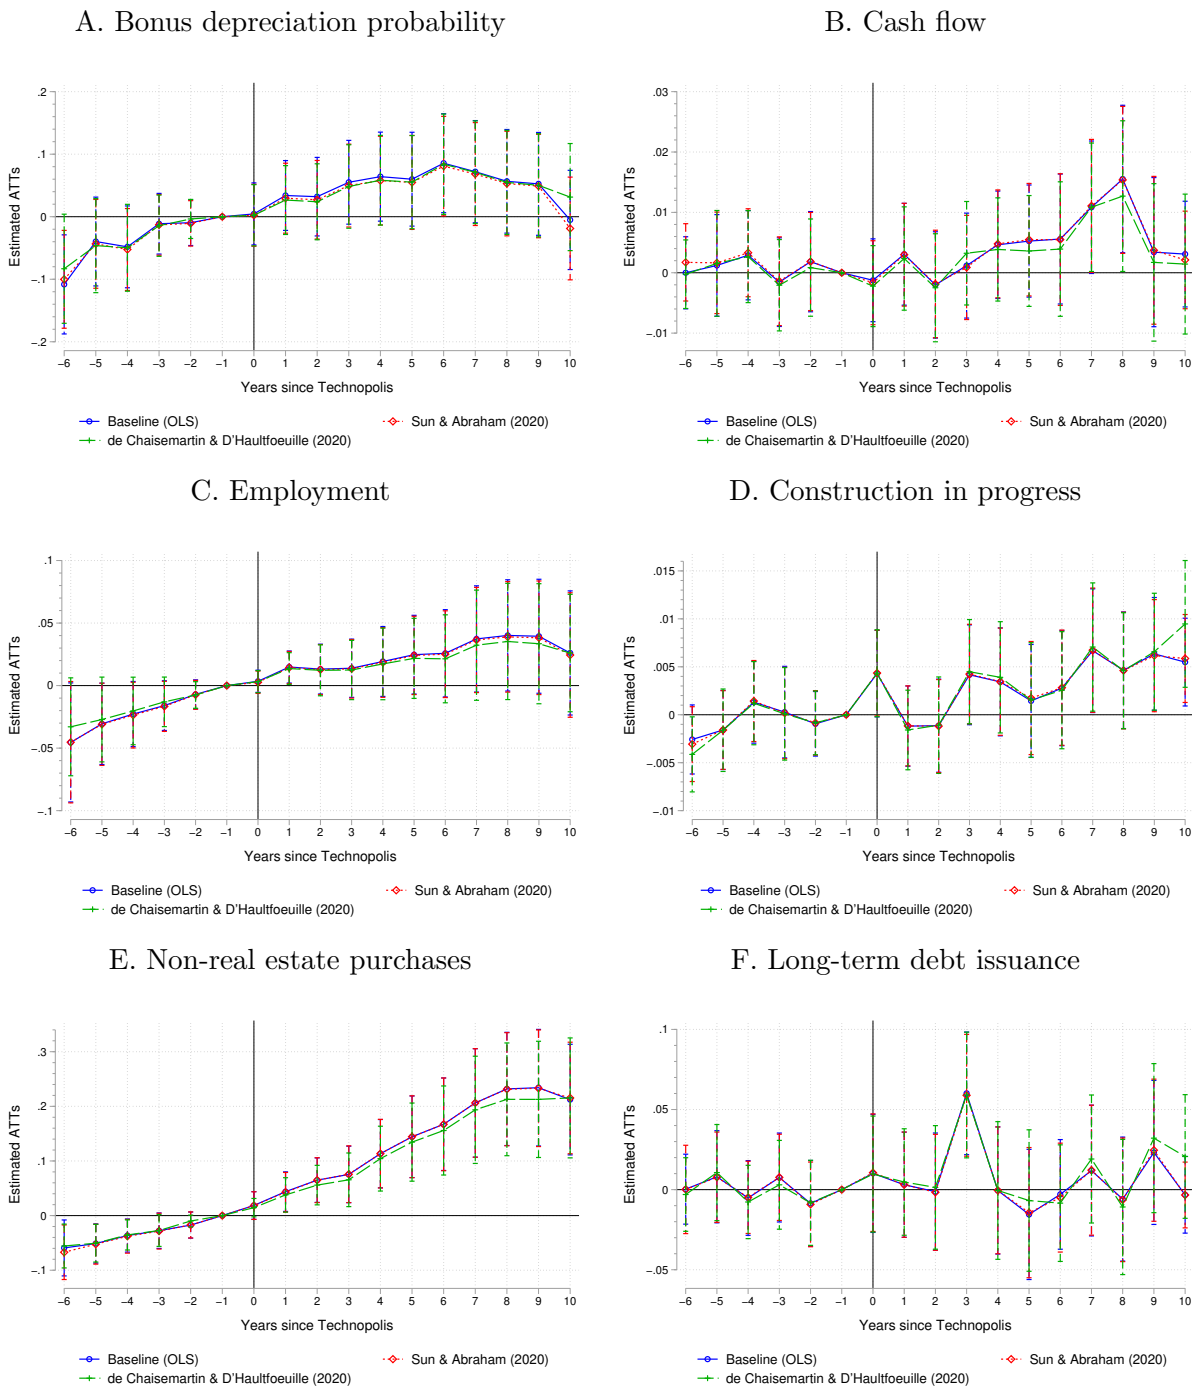 A. Bonus depreciation probability
B. Cash flow
Estimated ATTs
.2
.1
0
−.1
−.2
−6 −5 −4 −3 −2 −1 0 1 2 3 4 5 6 7 8 9 10
Years since Technopolis
Baseline (OLS)
Sun & Abraham (2020)
de Chaisemartin & D'Haultfoeuille (2020)
Estimated ATTs
.03
.02
.01
0
−.01
−6 −5 −4 −3 −2 −1 0 1 2 3 4 5 6 7 8 9 10
Years since Technopolis
Baseline (OLS)
Sun & Abraham (2020)
de Chaisemartin & D'Haultfoeuille (2020)
C. Employment
D. Construction in progress
Estimated ATTs
.1
.05
0
−.05
−.1
−6 −5 −4 −3 −2 −1 0 1 2 3 4 5 6 7 8 9 10
Years since Technopolis
Baseline (OLS)
Sun & Abraham (2020)
de Chaisemartin & D'Haultfoeuille (2020)
Estimated ATTs
.015
.01
.005
0
−.005
−.01
−6 −5 −4 −3 −2 −1 0 1 2 3 4 5 6 7 8 9 10
Years since Technopolis
Baseline (OLS)
Sun & Abraham (2020)
de Chaisemartin & D'Haultfoeuille (2020)
E. Non-real estate purchases
F. Long-term debt issuance
Estimated ATTs
.3
.2
.1
0
−.1
−6 −5 −4 −3 −2 −1 0 1 2 3 4 5 6 7 8 9 10
Years since Technopolis
Baseline (OLS)
Sun & Abraham (2020)
de Chaisemartin & D'Haultfoeuille (2020)
Estimated ATTs
.1
.05
0
−.05
−6 −5 −4 −3 −2 −1 0 1 2 3 4 5 6 7 8 9 10
Years since Technopolis
Baseline (OLS)
Sun & Abraham (2020)
de Chaisemartin & D'Haultfoeuille (2020)